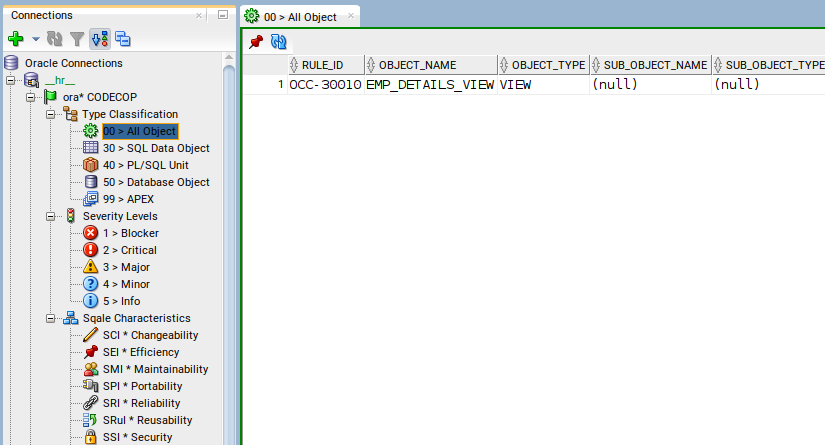 Connections
Oracle Connections
__hr__
ora* CODECOP
Type Classification
00 > All Object
30 > SQL Data Object
40 > PL/SQL Unit
50 > Database Object
99 > APEX
Severity Levels
1 > Blocker
2 > Critical
3 > Major
4 > Minor
5 > Info
Sqale Characteristics
SCI * Changeability
SEI * Efficiency
SMI * Maintainability
SPI * Portability
SRI * Reliability
SRuI * Reusability
SSI * Security
00 > All Object
RULE_ID OBJECT_NAME OBJECT_TYPE SUB_OBJECT_NAME SUB_OBJECT_TYPE
1 OCC-30010 EMP_DETAILS_VIEW VIEW (null) (null)